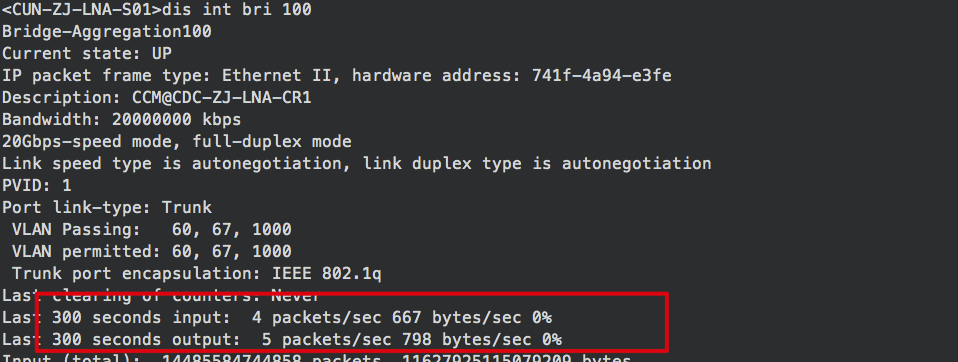 <CUN-ZJ-LNA-S01>dis int bri 100
Bridge-Aggregation100
Current state: UP
IP packet frame type: Ethernet II, hardware address: 741f-4a94-e3fe
Description: CCM@CDC-ZJ-LNA-CR1
Bandwidth: 20000000 kbps
20Gbps-speed mode, full-duplex mode
Link speed type is autonegotiation, link duplex type is autonegotiation
PVID: 1
Port link-type: Trunk
 VLAN Passing:   60, 67, 1000
 VLAN permitted: 60, 67, 1000
 Trunk port encapsulation: IEEE 802.1q
Last clearing of counters: Never
Last 300 seconds input:  4 packets/sec 667 bytes/sec 0%
Last 300 seconds output:  5 packets/sec 798 bytes/sec 0%
Input (total): packets, bytes